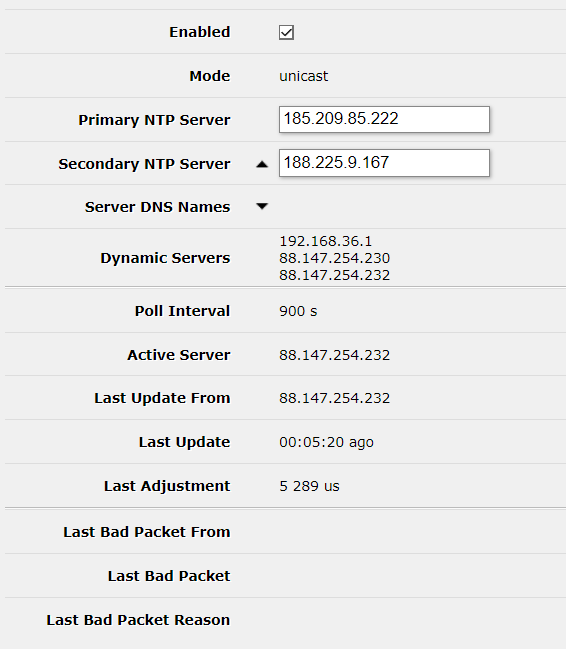 Enabled
Mode unicast
Primary NTP Server 185.209.85.222
Secondary NTP Server 188.225.9.167
Server DNS Names
Dynamic Servers 192.168.36.1
88.147.254.230
88.147.254.232
Poll Interval 900 s
Active Server 88.147.254.232
Last Update From 88.147.254.232
Last Update 00:05:20 ago
Last Adjustment 5 289 us
Last Bad Packet From
Last Bad Packet
Last Bad Packet Reason